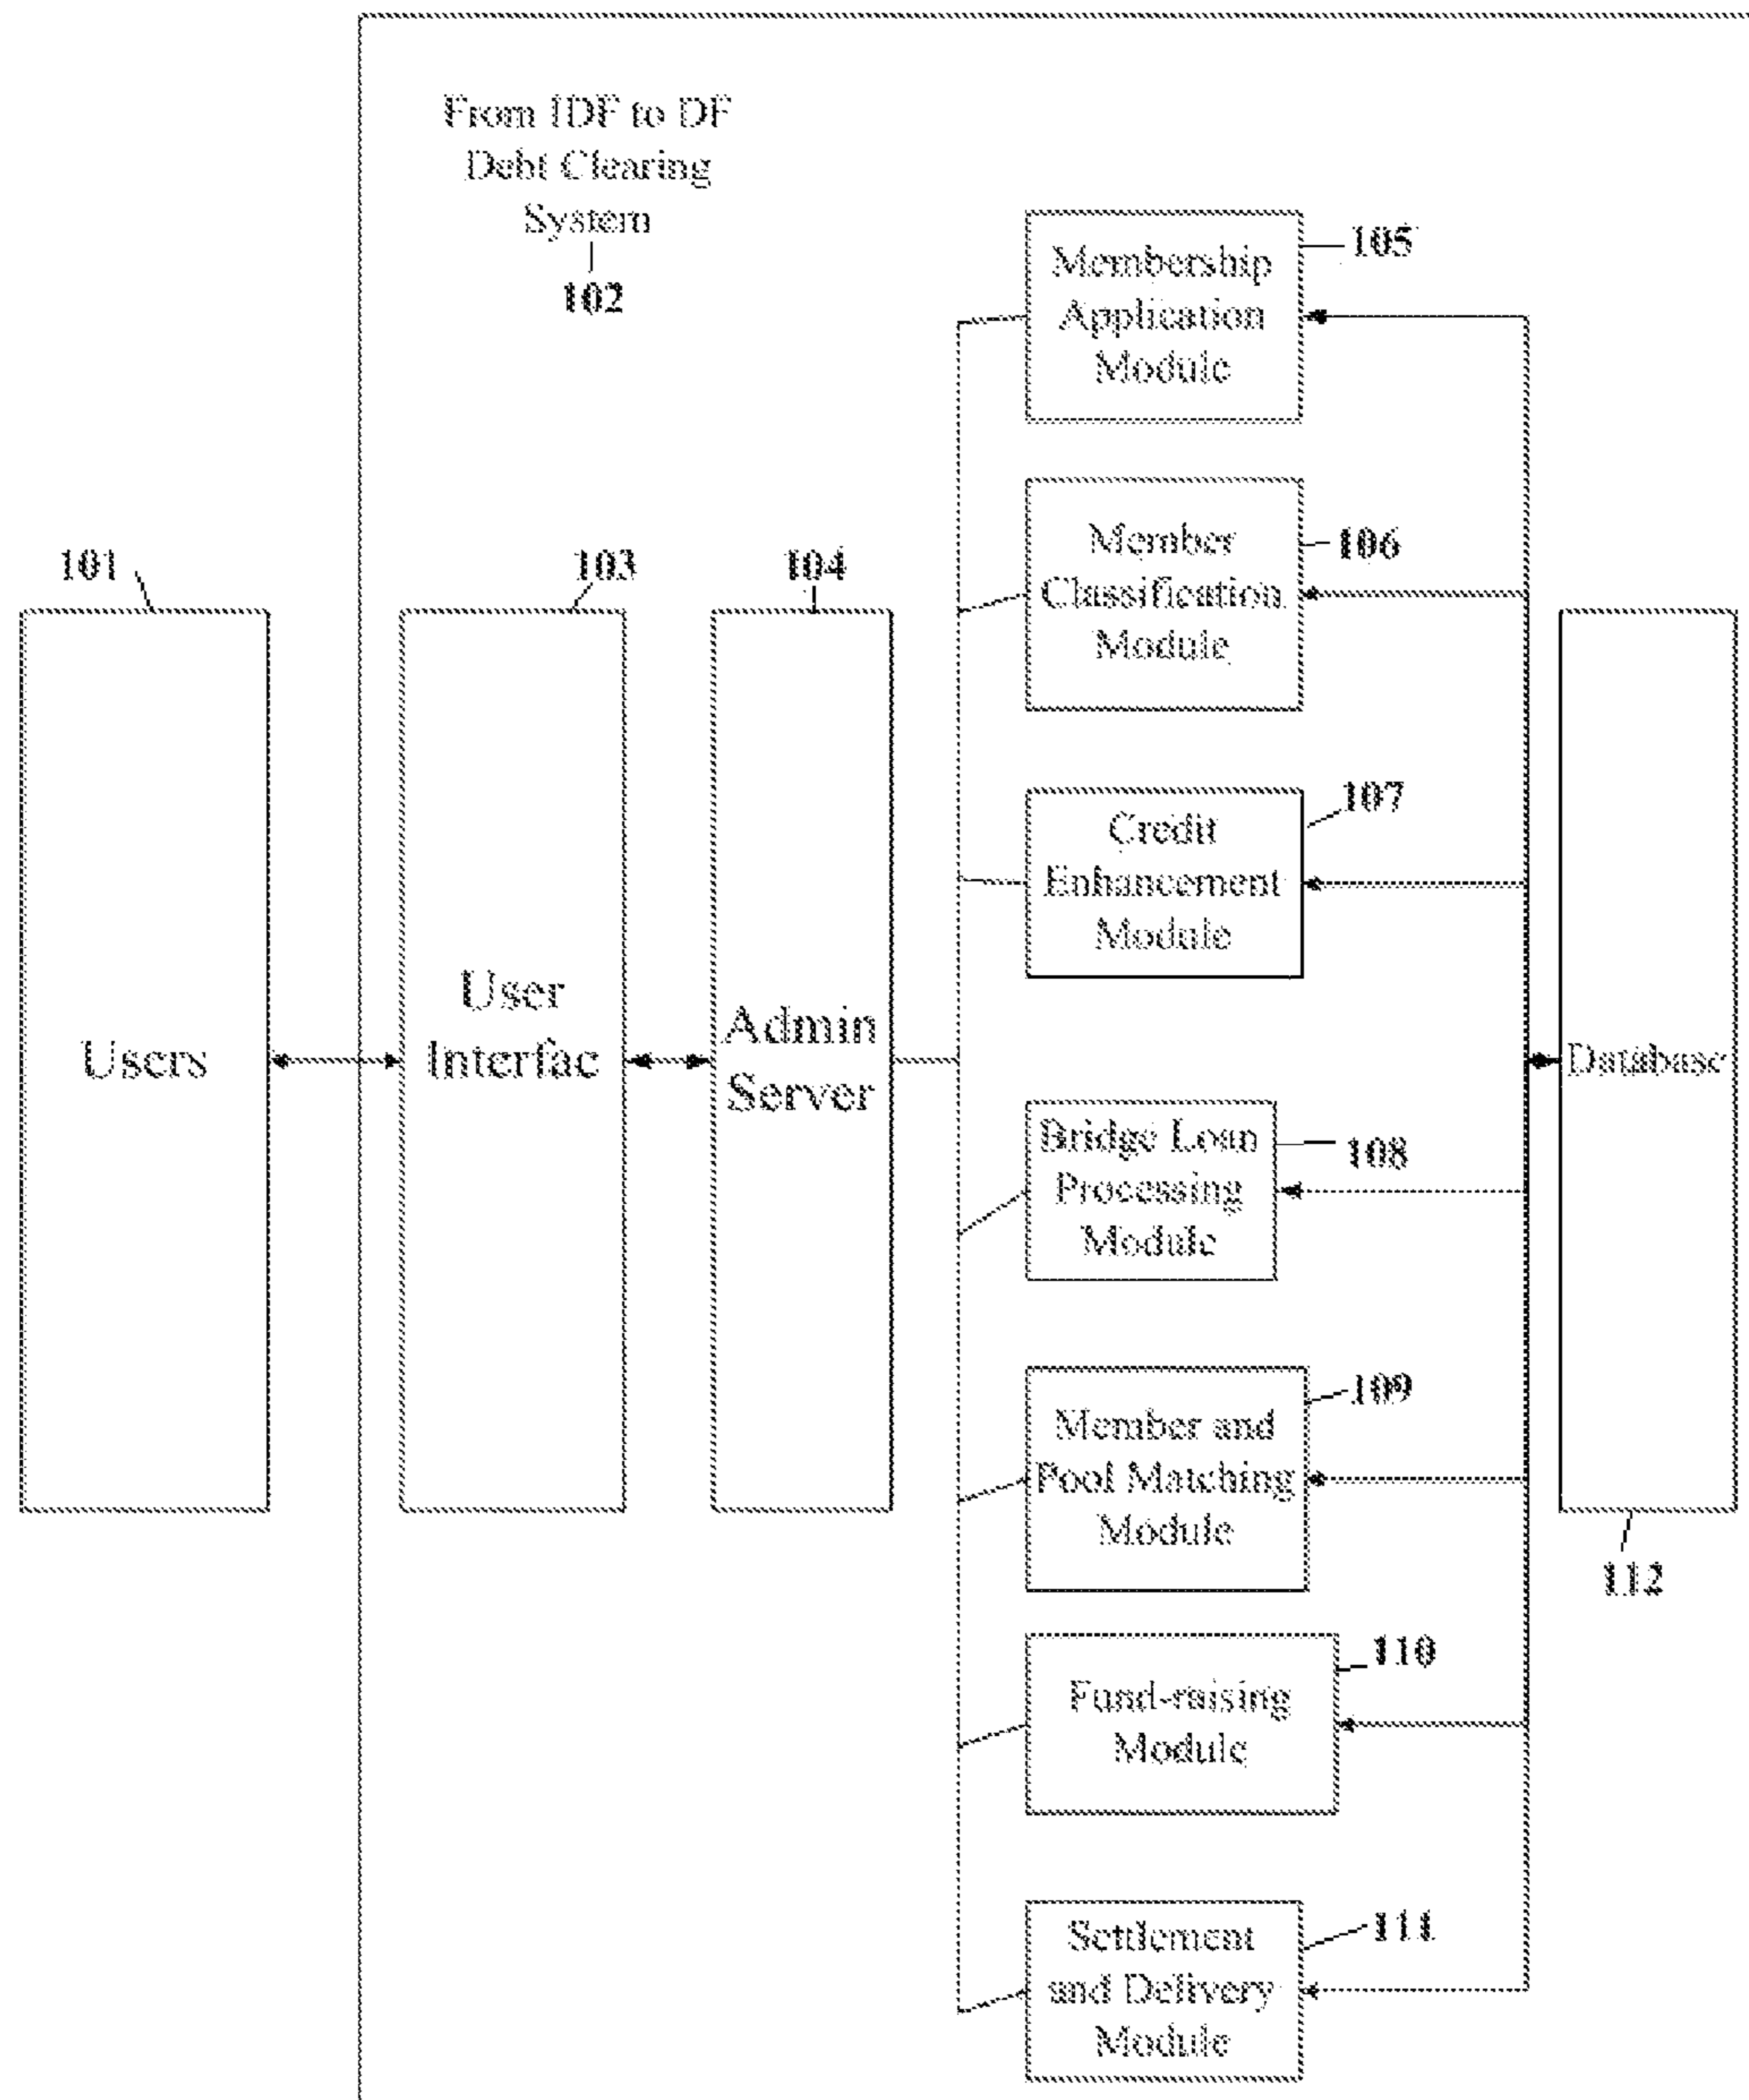 From IDF to DF
Debt Clearing
System
102
105
Membership
Application
Module
106
Member
Classification
Module
101
103
104
107
Credit
Enhancement
Module
Users
User
Interfac
Admin
Server
Database
108
Bridge Loan
Processing
Module
109
Member and
Pool Matching
Module
112
110
Fund-raising
Module
111
Settlement
and Delivery
Module